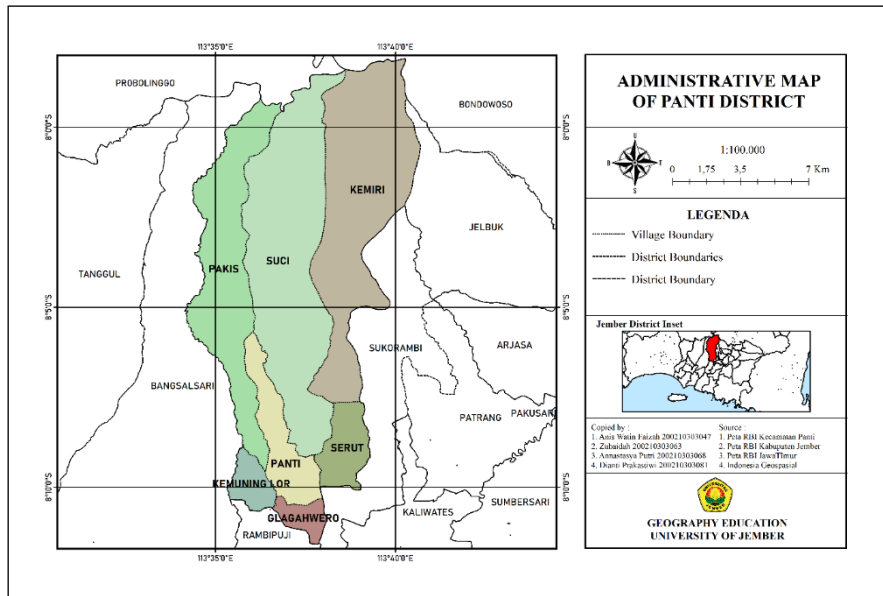 113°35'0"E
113°40'0"E
PROBOLINGGO
BONDOWOSO
8°0'0"S
8°0'0"S
KEMIRI
JELBUK
PAKIS
SUCI
TANGGUL
8°5'0"S
8°5'0"S
SUKORAMBI
ARJASA
BANGSALSARI
PATRANG
PAKUSARI
SERUT
PANTI
KEMUNING LOR
8°10'0"S
8°10'0"S
KALIWATES
SUMBERSARI
GLAGAHWERO
RAMBIPUJI
113°35'0"E
113°40'0"E
ADMINISTRATIVE MAP
OF PANTI DISTRICT
U
B
T
S
1:100.000
0 1,75 3,5 7 Km
LEGENDA
Village Boundary
District Boundaries
District Boundary
Jember District Inset
Copied by :
1. Anis Watin Faizah 200210303047
2. Zubaidah 200210303063
3. Annastasya Putri 200210303068
4. Dianti Prakastiwi 200210303081
Source :
1. Peta RBI Kecamatan Panti
2. Peta RBI Kabupaten Jember
3. Peta RBI JawaTImur
4. Indonesia Geospasial
GEOGRAPHY EDUCATION
UNIVERSITY OF JEMBER